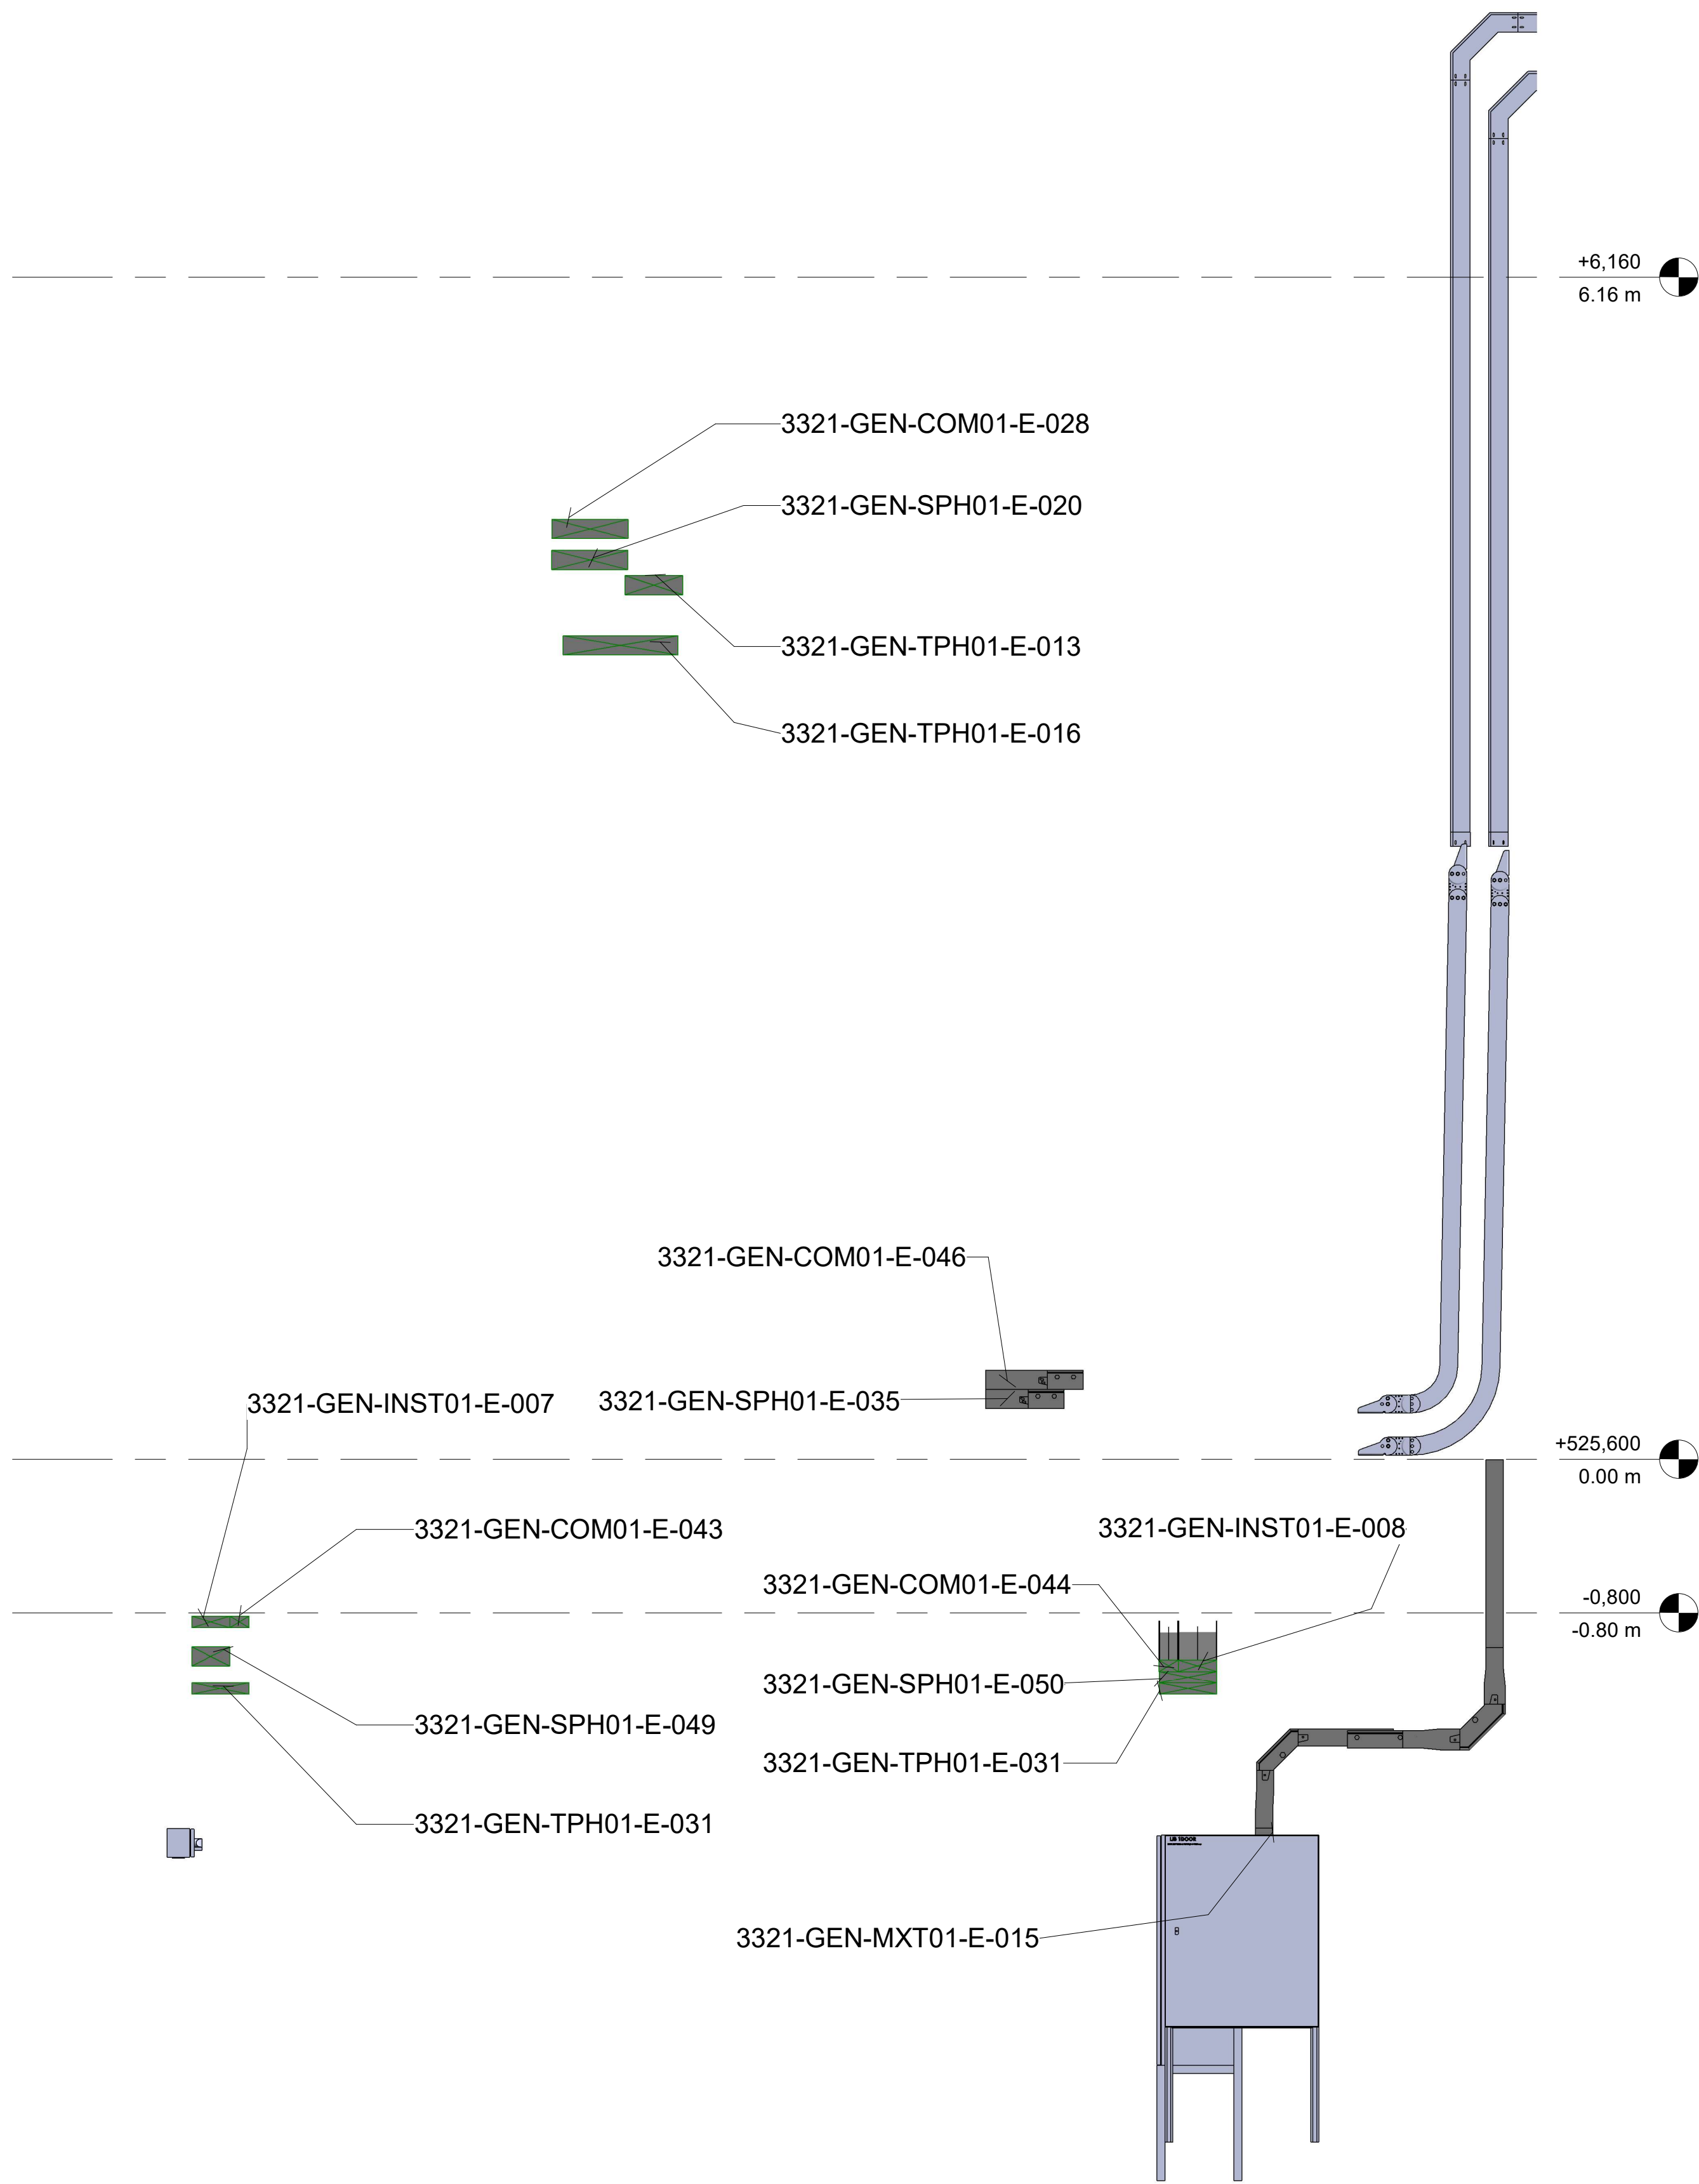 +6,160
6.16 m
3321-GEN-COM01-E-028
3321-GEN-SPH01-E-020
3321-GEN-TPH01-E-013
3321-GEN-TPH01-E-016
3321-GEN-COM01-E-046
3321-GEN-INST01-E-007
3321-GEN-SPH01-E-035
+525,600
0.00 m
3321-GEN-COM01-E-043
3321-GEN-INST01-E-008
3321-GEN-COM01-E-044
-0,800
-0.80 m
3321-GEN-SPH01-E-050
3321-GEN-SPH01-E-049
3321-GEN-TPH01-E-031
3321-GEN-TPH01-E-031
3321-GEN-MXT01-E-015